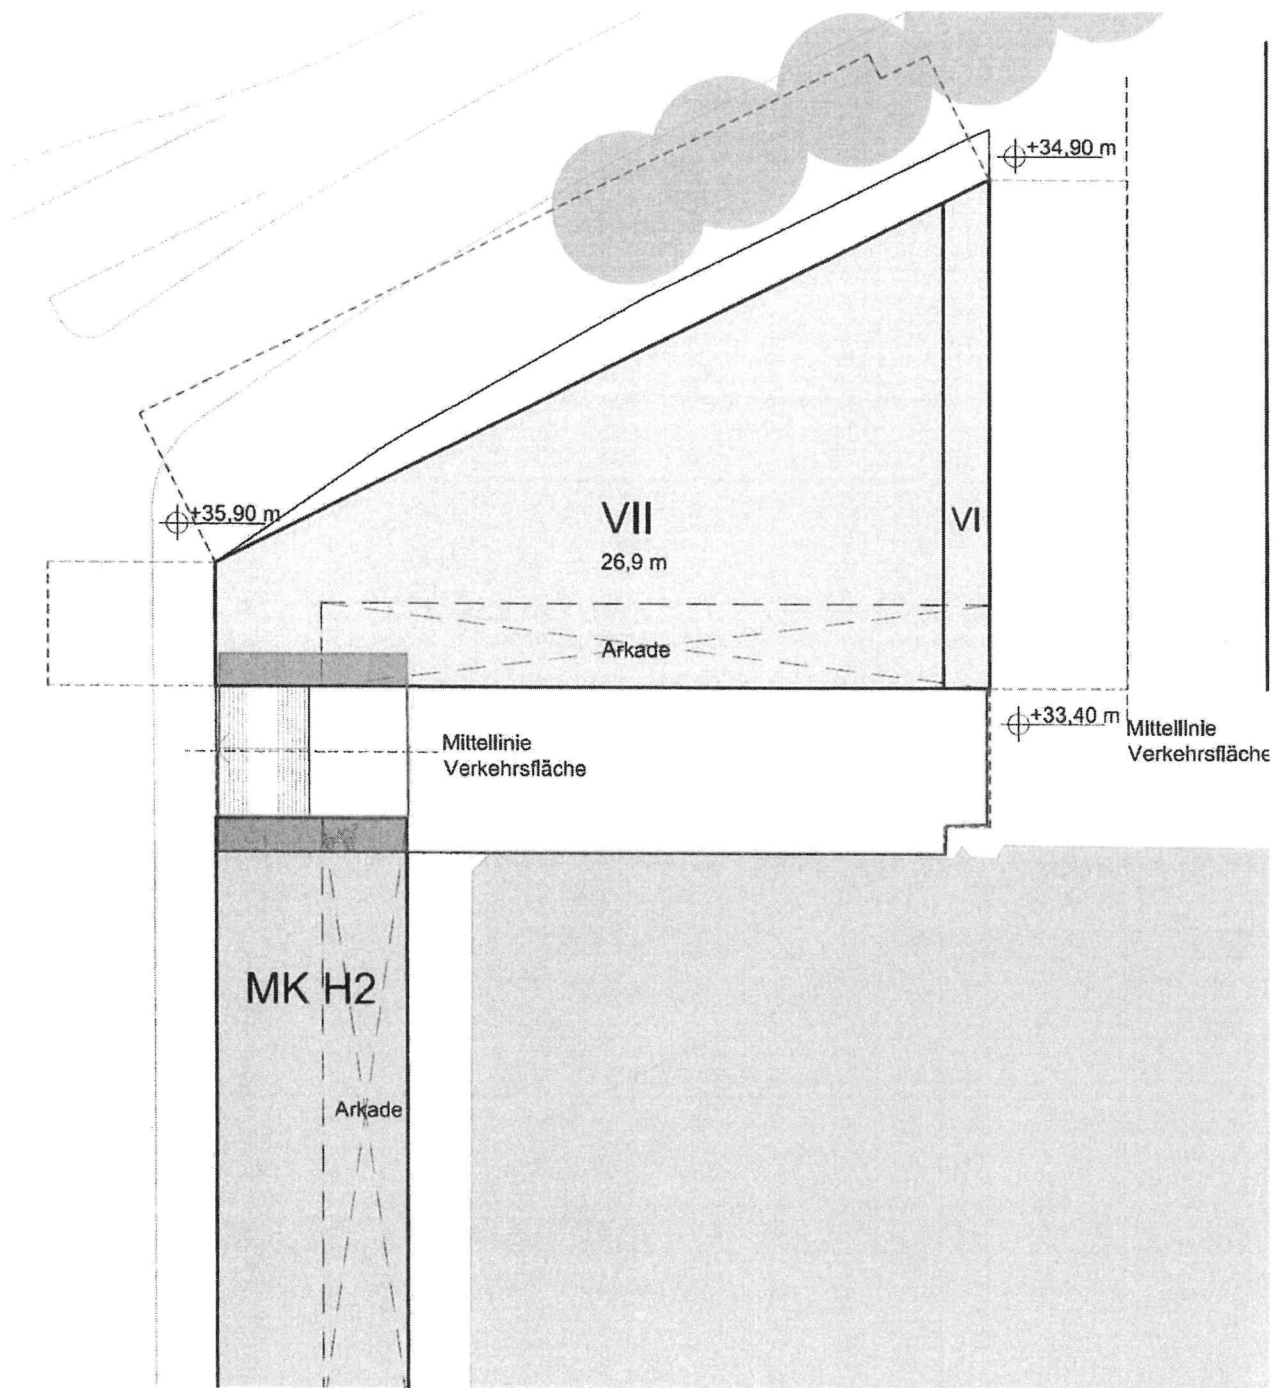 +34,90 m
+35,90 m
VII
VI
26,9 m
Arkade
+33,40 m
Mittellinie
Verkehrsfläche
Mittellinie
Verkehrsfläche
MK H2
Arkade